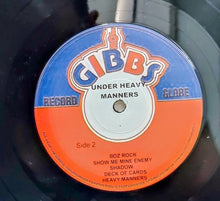 GIBBS
UNDER HEAVY
MANNERS
RECORD
GLOBE
Side 2
BOZ ROCK
SHOW ME MINE ENEMY
SHADOW
DECK OF CARDS
HEAVY MANNERS